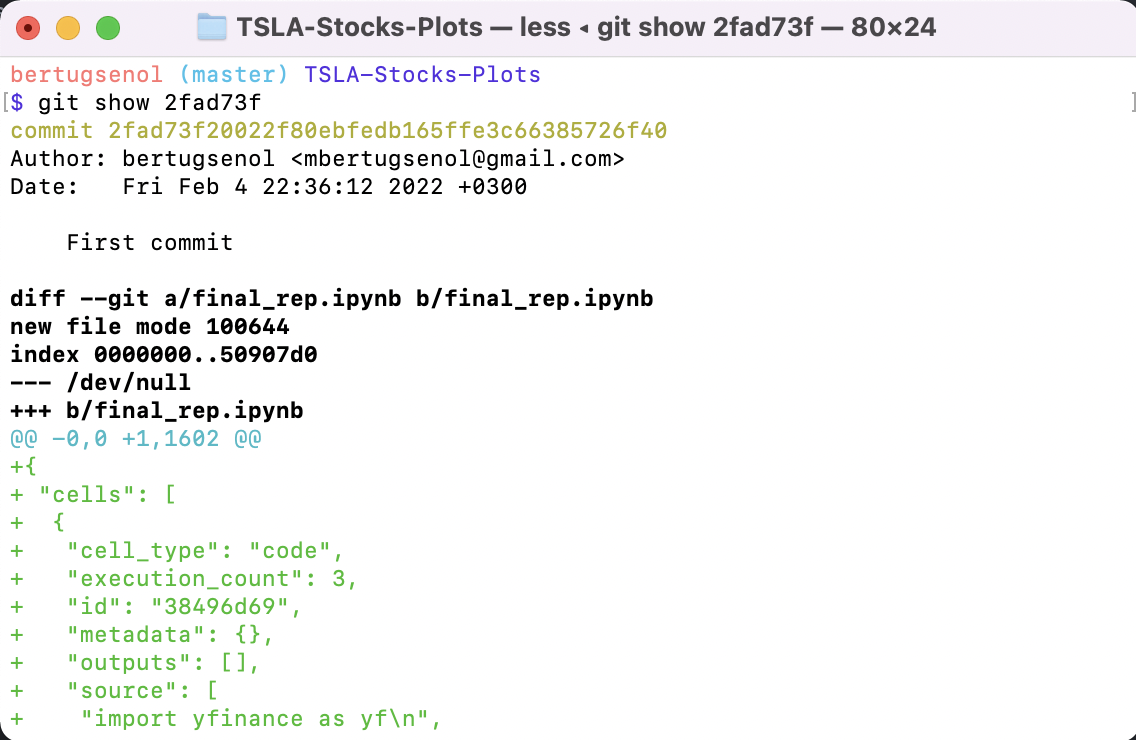 TSLA-Stocks-Plots — less ◂ git show 2fad73f — 80×24
bertugsenol (master) TSLA-Stocks-Plots
[$ git show 2fad73f ]
commit 2fad73f20022f80ebfedb165ffe3c66385726f40
Author: bertugsenol <mbertugsenol@gmail.com>
Date:   Fri Feb 4 22:36:12 2022 +0300
    First commit
diff --git a/final_rep.ipynb b/final_rep.ipynb
new file mode 100644
index 0000000..50907d0
--- /dev/null
+++ b/final_rep.ipynb
@@ -0,0 +1,1602 @@
+{
+ "cells": [
+  {
+   "cell_type": "code",
+   "execution_count": 3,
+   "id": "38496d69",
+   "metadata": {},
+   "outputs": [],
+   "source": [
+    "import yfinance as yf\n",